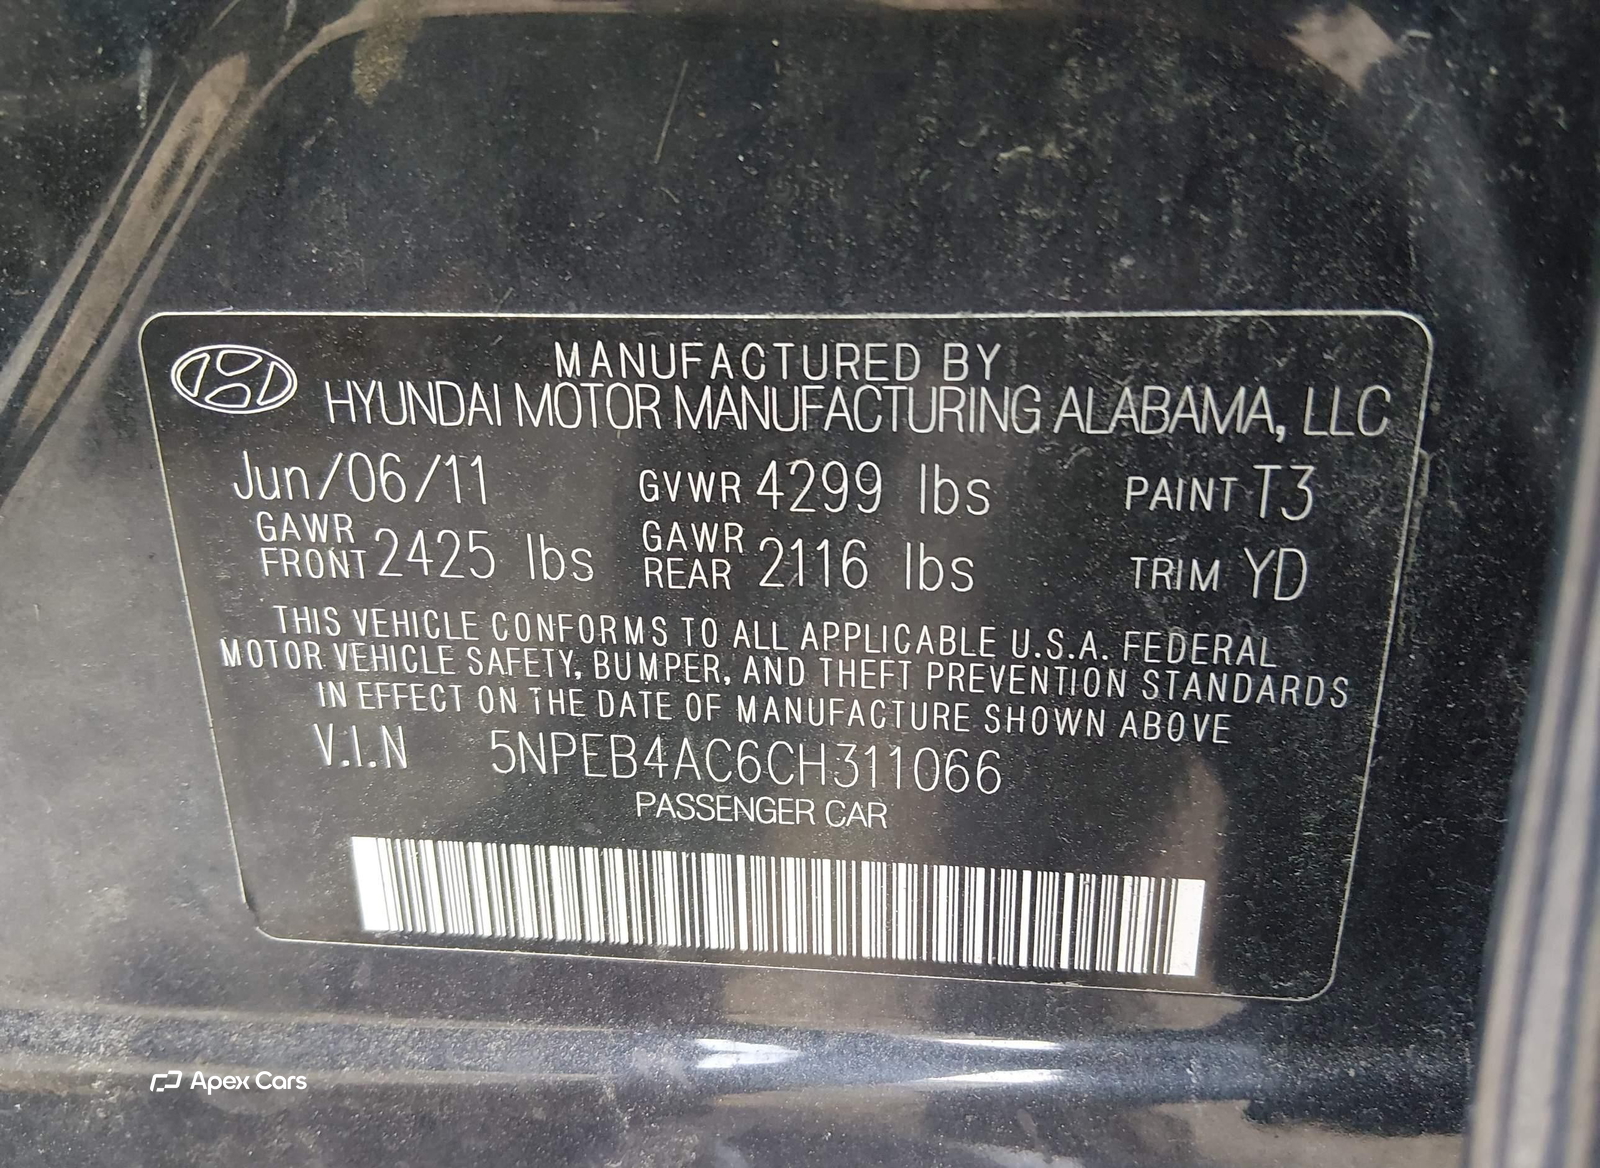 MANUFACTURED BY
HYUNDAI MOTOR MANUFACTURING ALABAMA, LLC
Jun/06/11 GVWR 4299 lbs PAINT T3
GAWR FRONT 2425 lbs GAWR REAR 2116 lbs TRIM YD
THIS VEHICLE CONFORMS TO ALL APPLICABLE U.S.A. FEDERAL
MOTOR VEHICLE SAFETY, BUMPER, AND THEFT PREVENTION STANDARDS
IN EFFECT ON THE DATE OF MANUFACTURE SHOWN ABOVE
V.I.N 5NPEB4AC6CH311066
PASSENGER CAR
Apex Cars